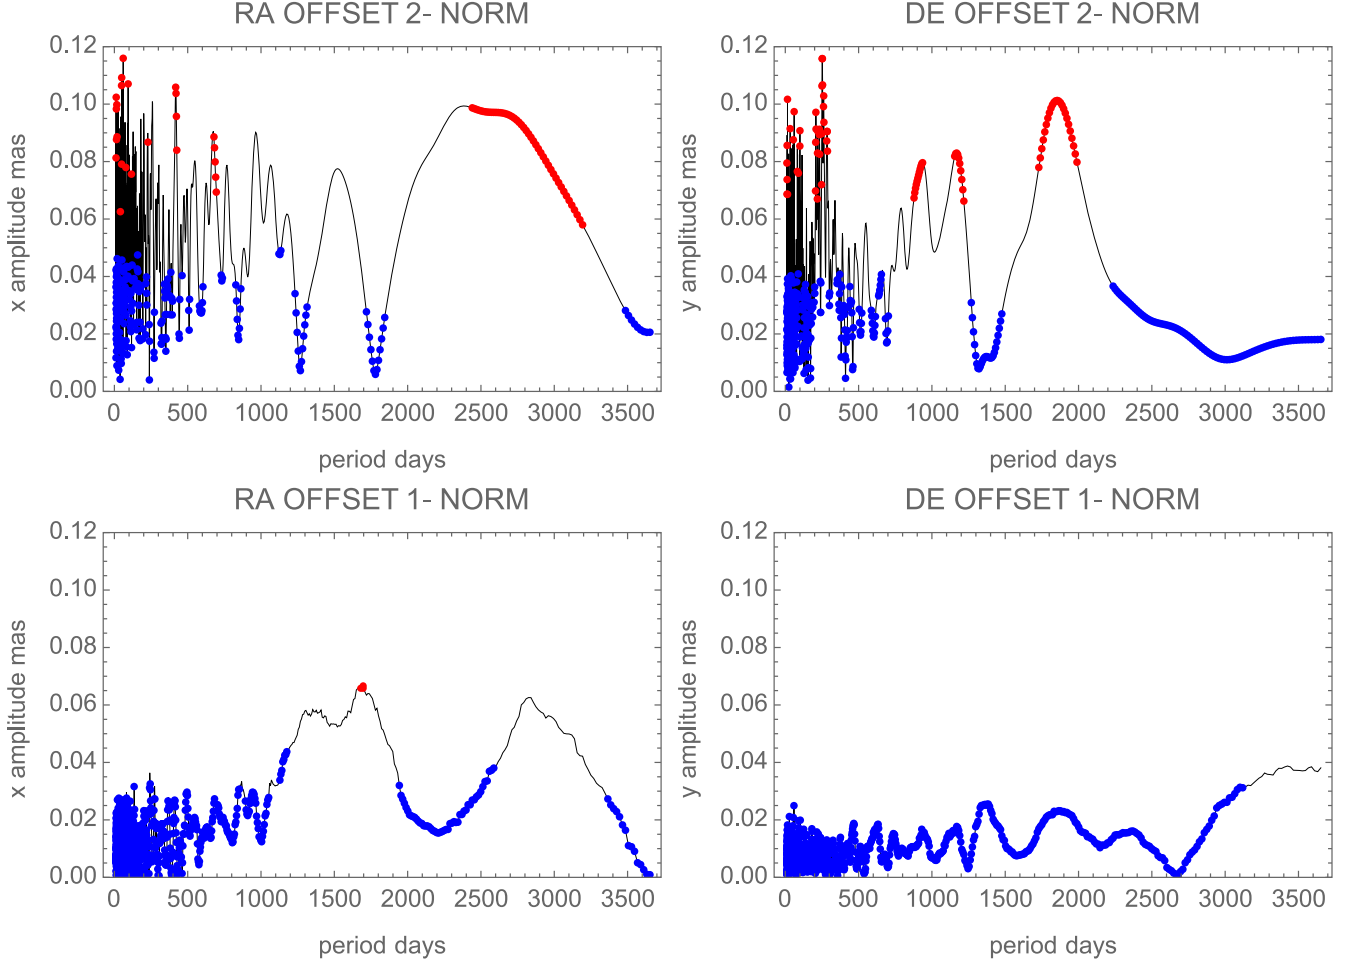 RA OFFSET 2- NORM
x amplitude mas
0.12
0.10
0.08
0.06
0.04
0.02
0.00
0 500 1000 1500 2000 2500 3000 3500
period days
DE OFFSET 2- NORM
y amplitude mas
0.12
0.10
0.08
0.06
0.04
0.02
0.00
0 500 1000 1500 2000 2500 3000 3500
period days
RA OFFSET 1- NORM
x amplitude mas
0.12
0.10
0.08
0.06
0.04
0.02
0.00
0 500 1000 1500 2000 2500 3000 3500
period days
DE OFFSET 1- NORM
y amplitude mas
0.12
0.10
0.08
0.06
0.04
0.02
0.00
0 500 1000 1500 2000 2500 3000 3500
period days